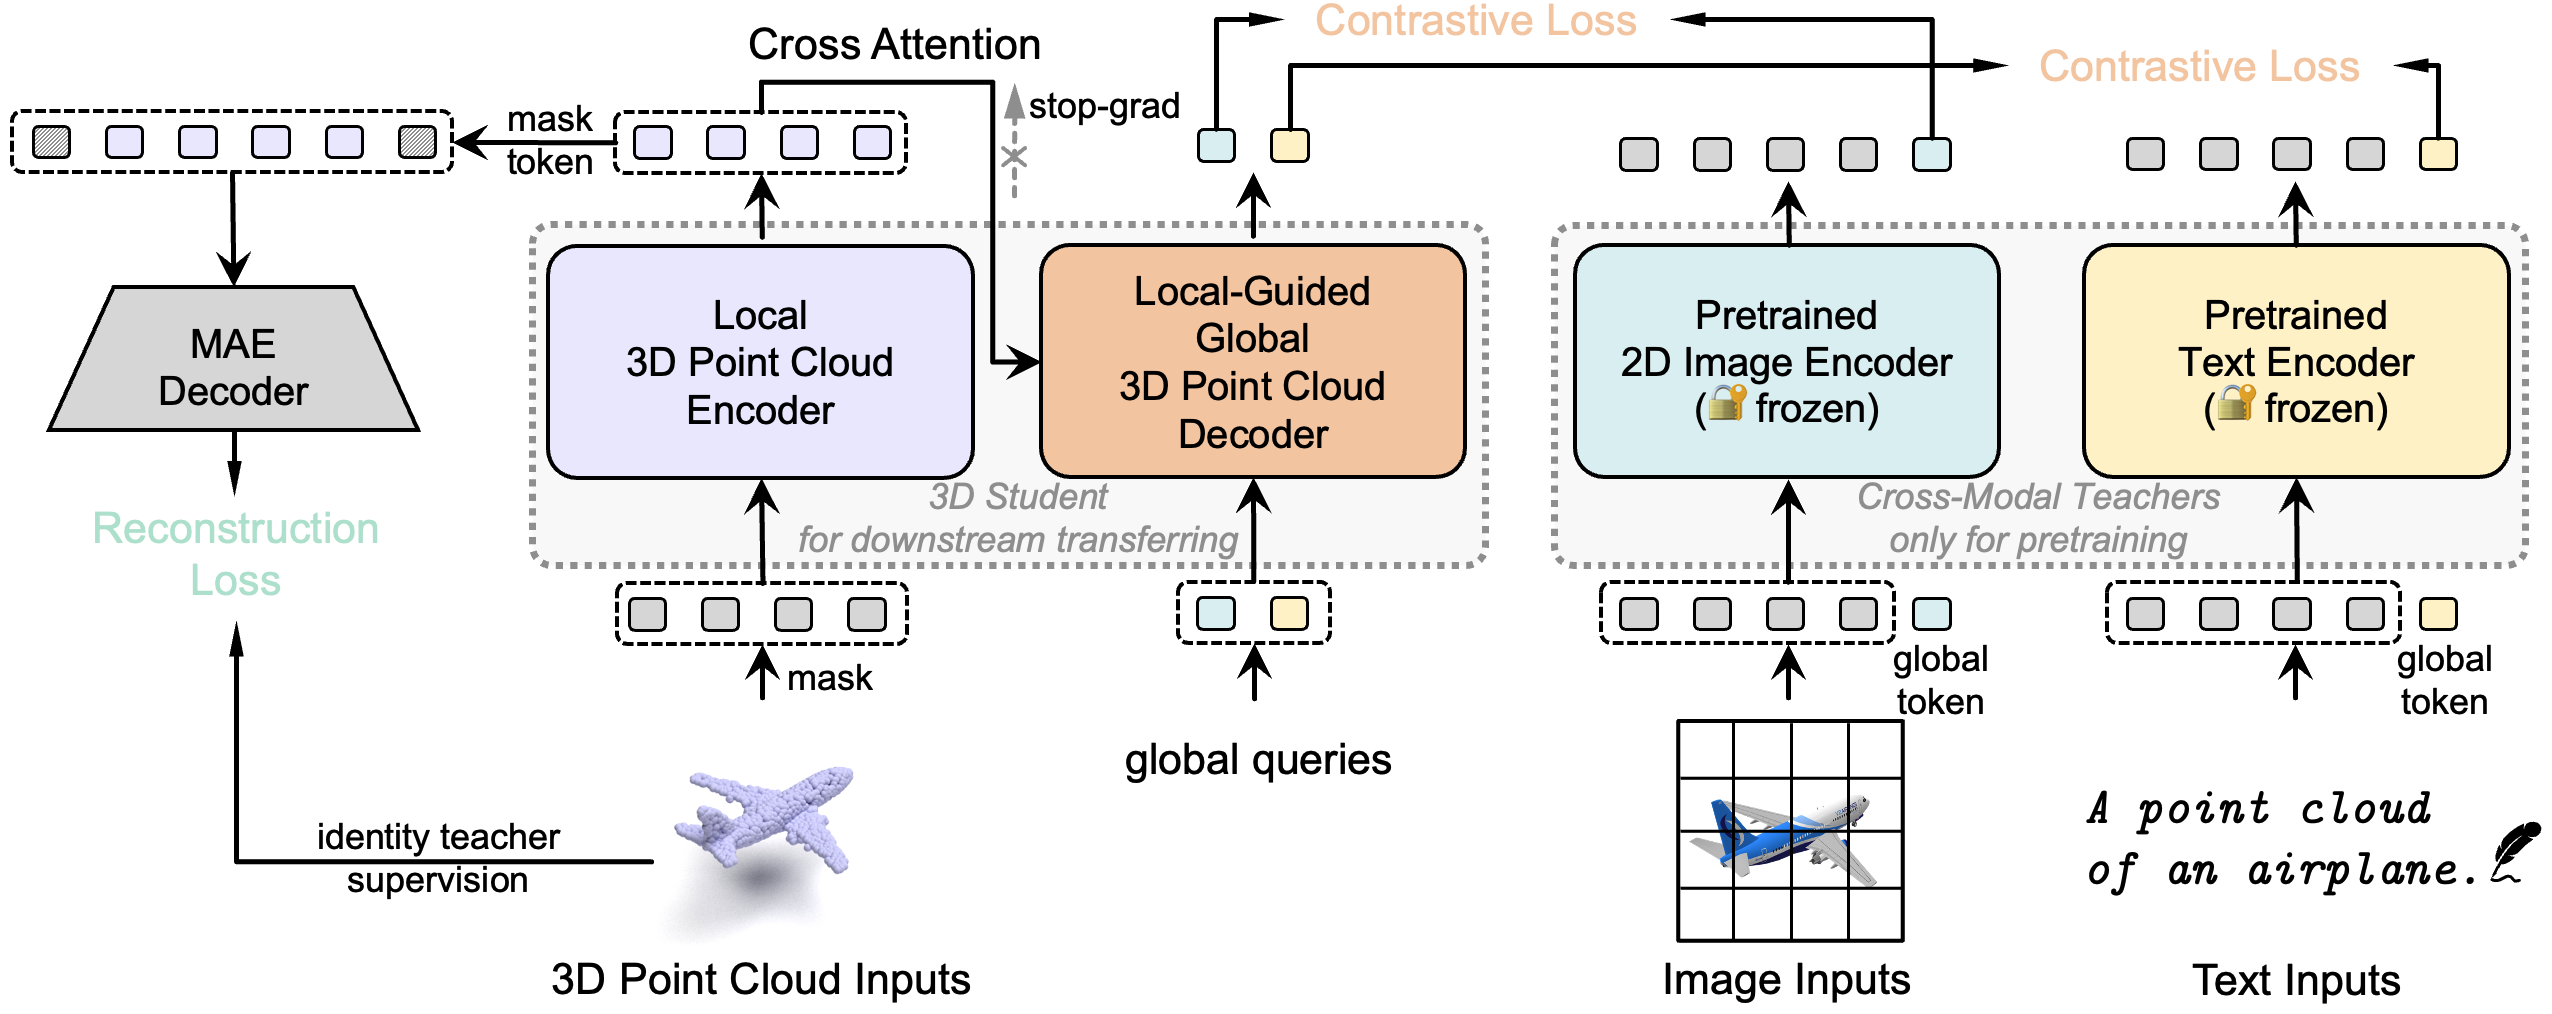 Contrastive Loss
Cross Attention
Contrastive Loss
stop-grad
mask
token
MAE
Decoder
Local
3D Point Cloud
Encoder
Local-Guided
Global
3D Point Cloud
Decoder
Pretrained
2D Image Encoder
(🔐 frozen)
Pretrained
Text Encoder
(🔐 frozen)
3D Student
for downstream transferring
Cross-Modal Teachers
only for pretraining
Reconstruction
Loss
mask
global queries
global
token
global
token
identity teacher
supervision
A point cloud
of an airplane.
3D Point Cloud Inputs
Image Inputs
Text Inputs